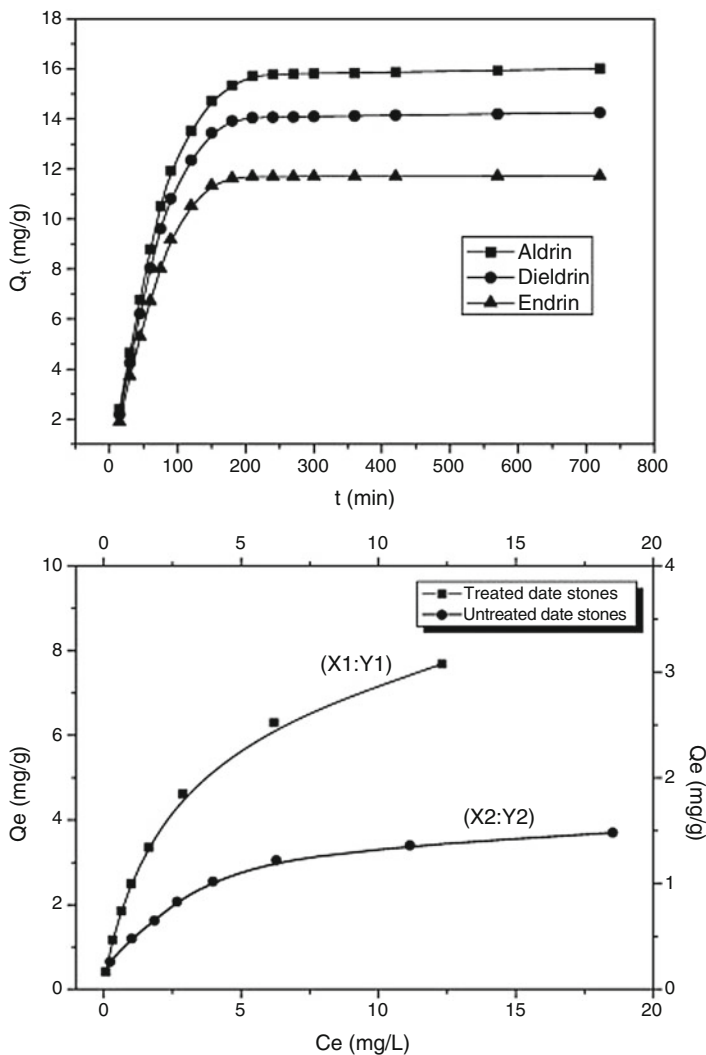 18
16
14
12
10
8
6
4
2
Qt (mg/g)
Aldrin
Dieldrin
Endrin
0 100 200 300 400 500 600 700 800
t (min)
0 5 10 15 20
10
8
6
4
2
0
Qe (mg/g)
Treated date stones
Untreated date stones
(X1:Y1)
(X2:Y2)
4
3
2
1
0
Qe (mg/g)
0 5 10 15 20
Ce (mg/L)